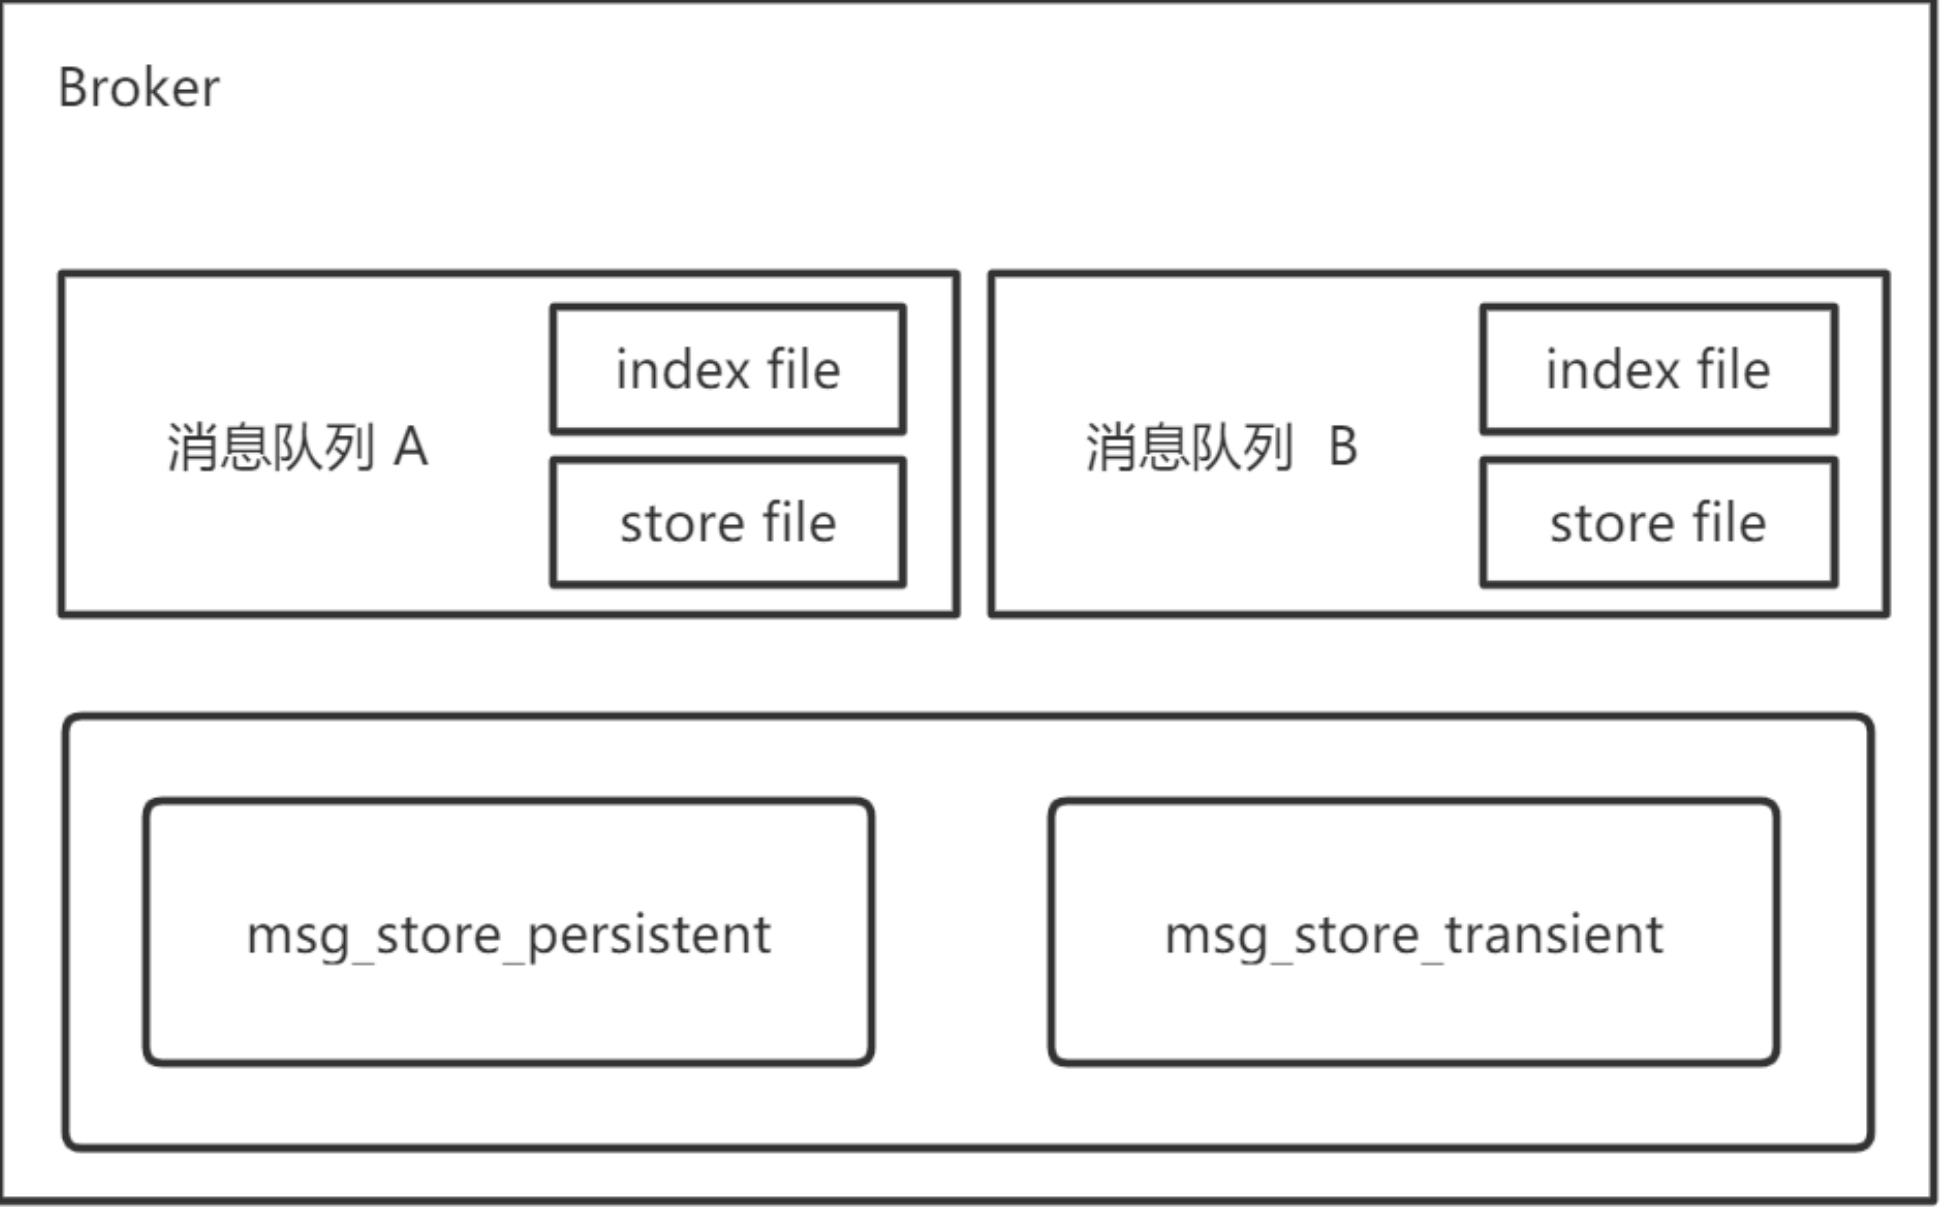 Broker
消息队列 A
index file
store file
消息队列 B
index file
store file
msg_store_persistent
msg_store_transient